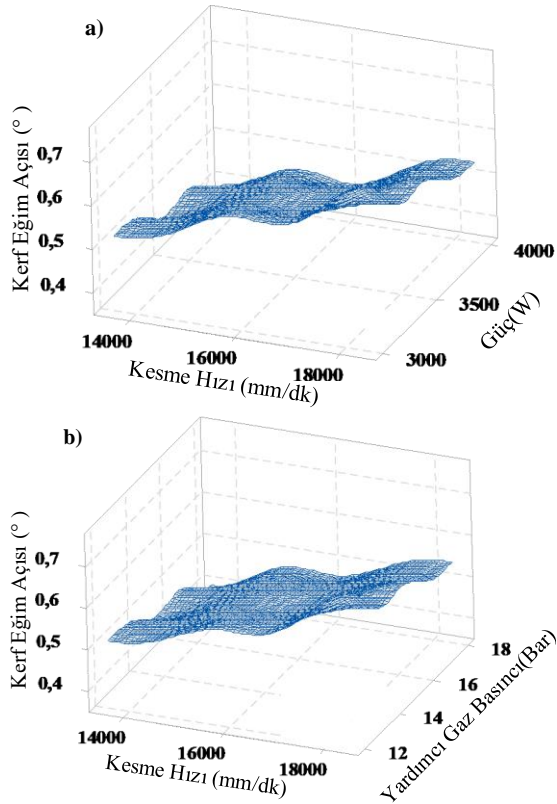 a)
Kerf Eğim Açısı (°)
0,7
0,6
0,5
0,4
14000
16000
18000
Kesme Hızı (mm/dk)
3000
3500
4000
Güç(W)
b)
Kerf Eğim Açısı (°)
0,7
0,6
0,5
0,4
14000
16000
18000
Kesme Hızı (mm/dk)
12
14
16
18
Yardımcı Gaz Basıncı(Bar)